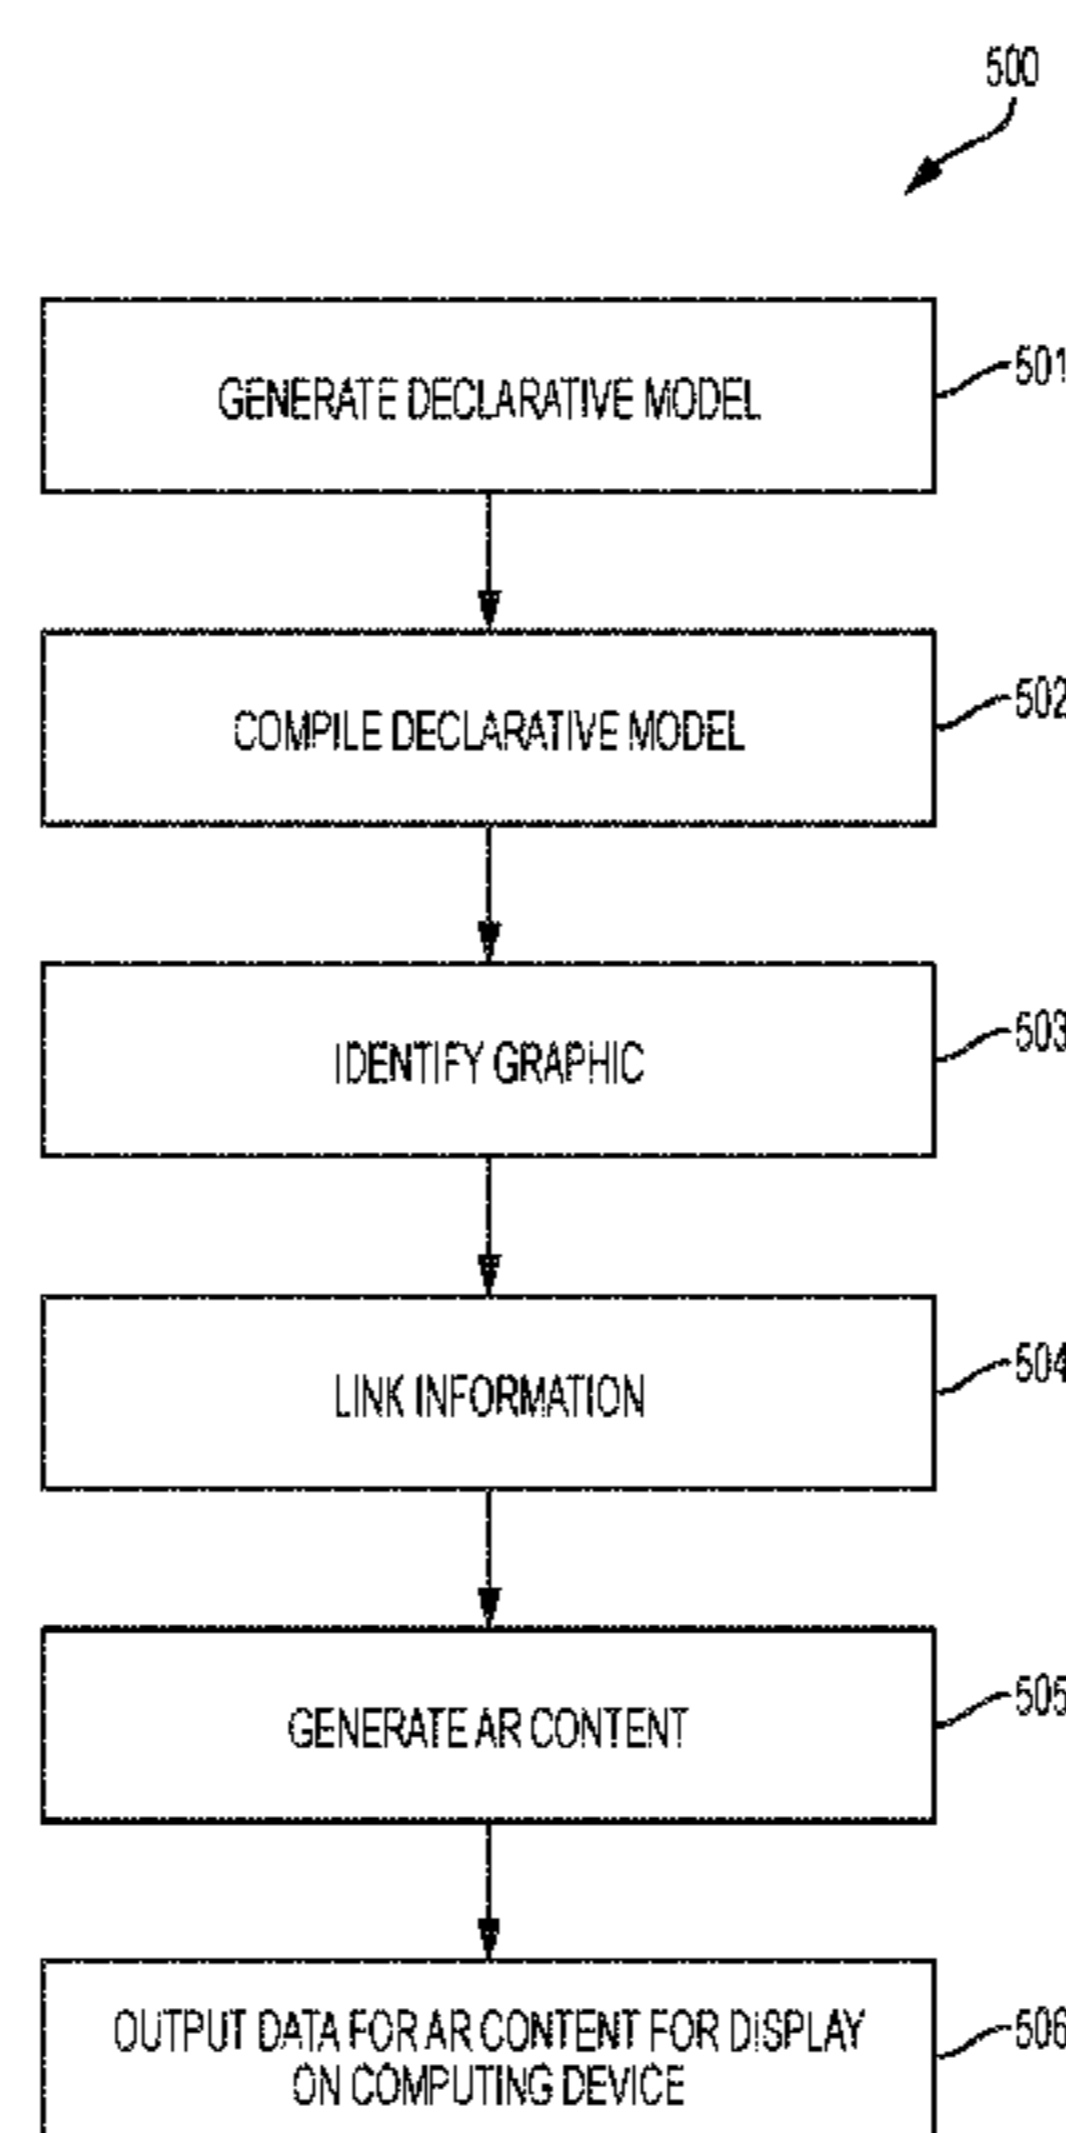 500
GENERATE DECLARATIVE MODEL
501
COMPILE DECLARATIVE MODEL
502
IDENTIFY GRAPHIC
503
LINK INFORMATION
504
GENERATE AR CONTENT
505
OUTPUT DATA FOR AR CONTENT FOR DISPLAY
ON COMPUTING DEVICE
506